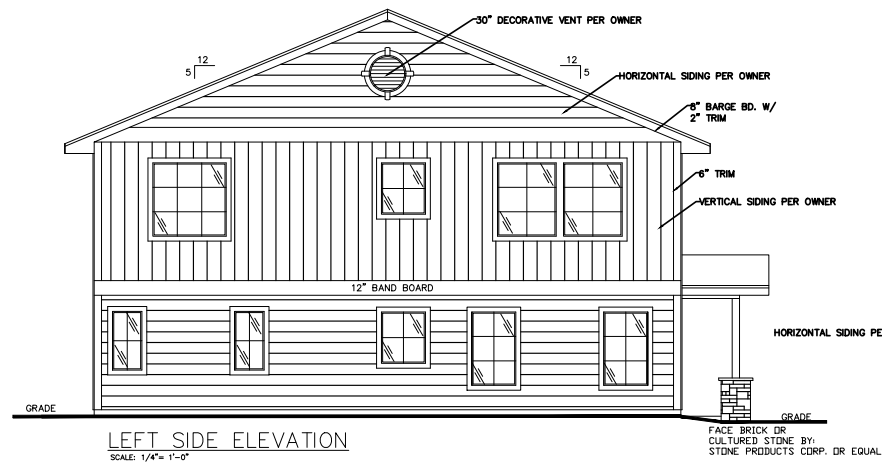 30" DECORATIVE VENT PER OWNER
12
5
12
5
HORIZONTAL SIDING PER OWNER
8" BARGE BD. W/
2" TRIM
6" TRIM
VERTICAL SIDING PER OWNER
12" BAND BOARD
HORIZONTAL SIDING PE
GRADE
GRADE
LEFT SIDE ELEVATION
SCALE: 1/4"= 1'-0"
FACE BRICK OR
CULTURED STONE BY:
STONE PRODUCTS CORP. OR EQUAL